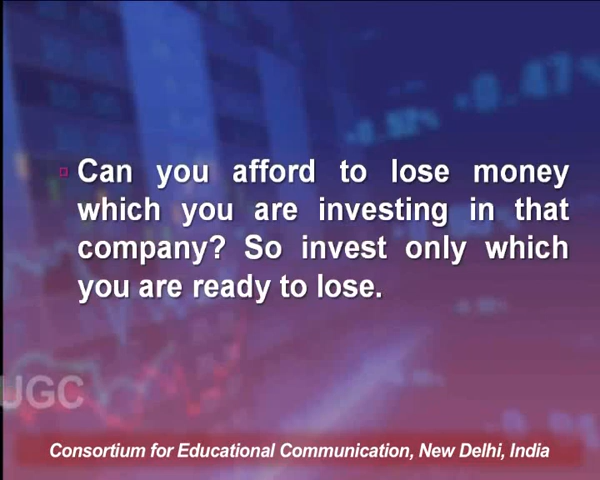 Can you afford to lose money
which you are investing in that
company? So invest only which
you are ready to lose.
UGC
Consortium for Educational Communication, New Delhi, India